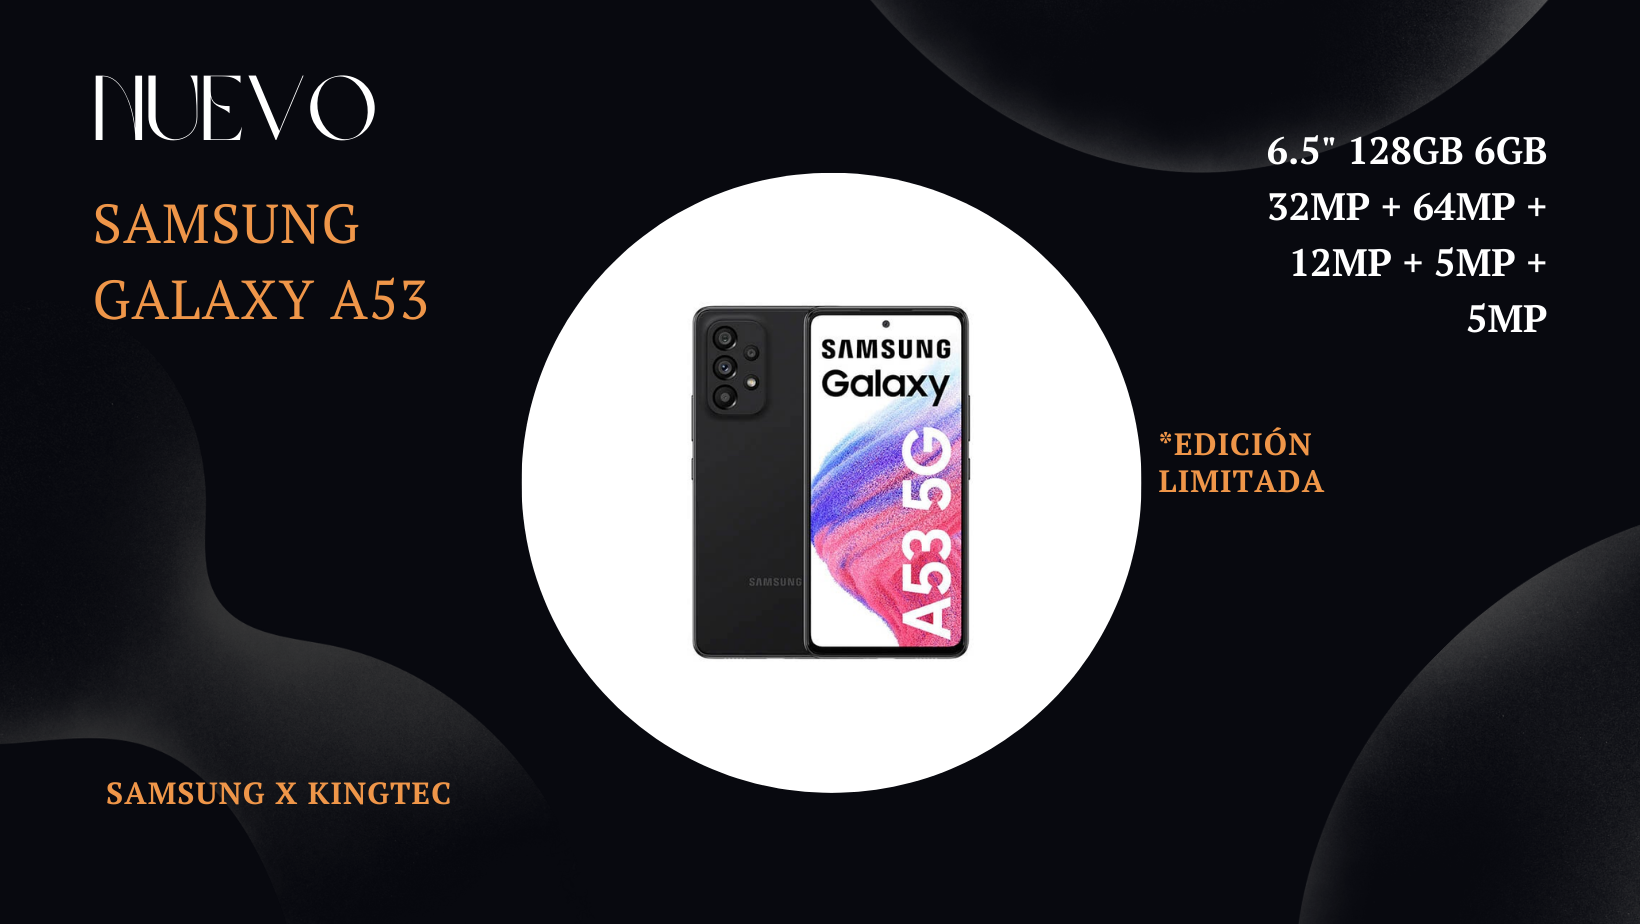 NUEVO
SAMSUNG
GALAXY A53
6.5" 128GB 6GB
32MP + 64MP +
12MP + 5MP +
5MP
SAMSUNG
Galaxy
A53 5G
SAMSUNG
*EDICIÓN
LIMITADA
SAMSUNG X KINGTEC